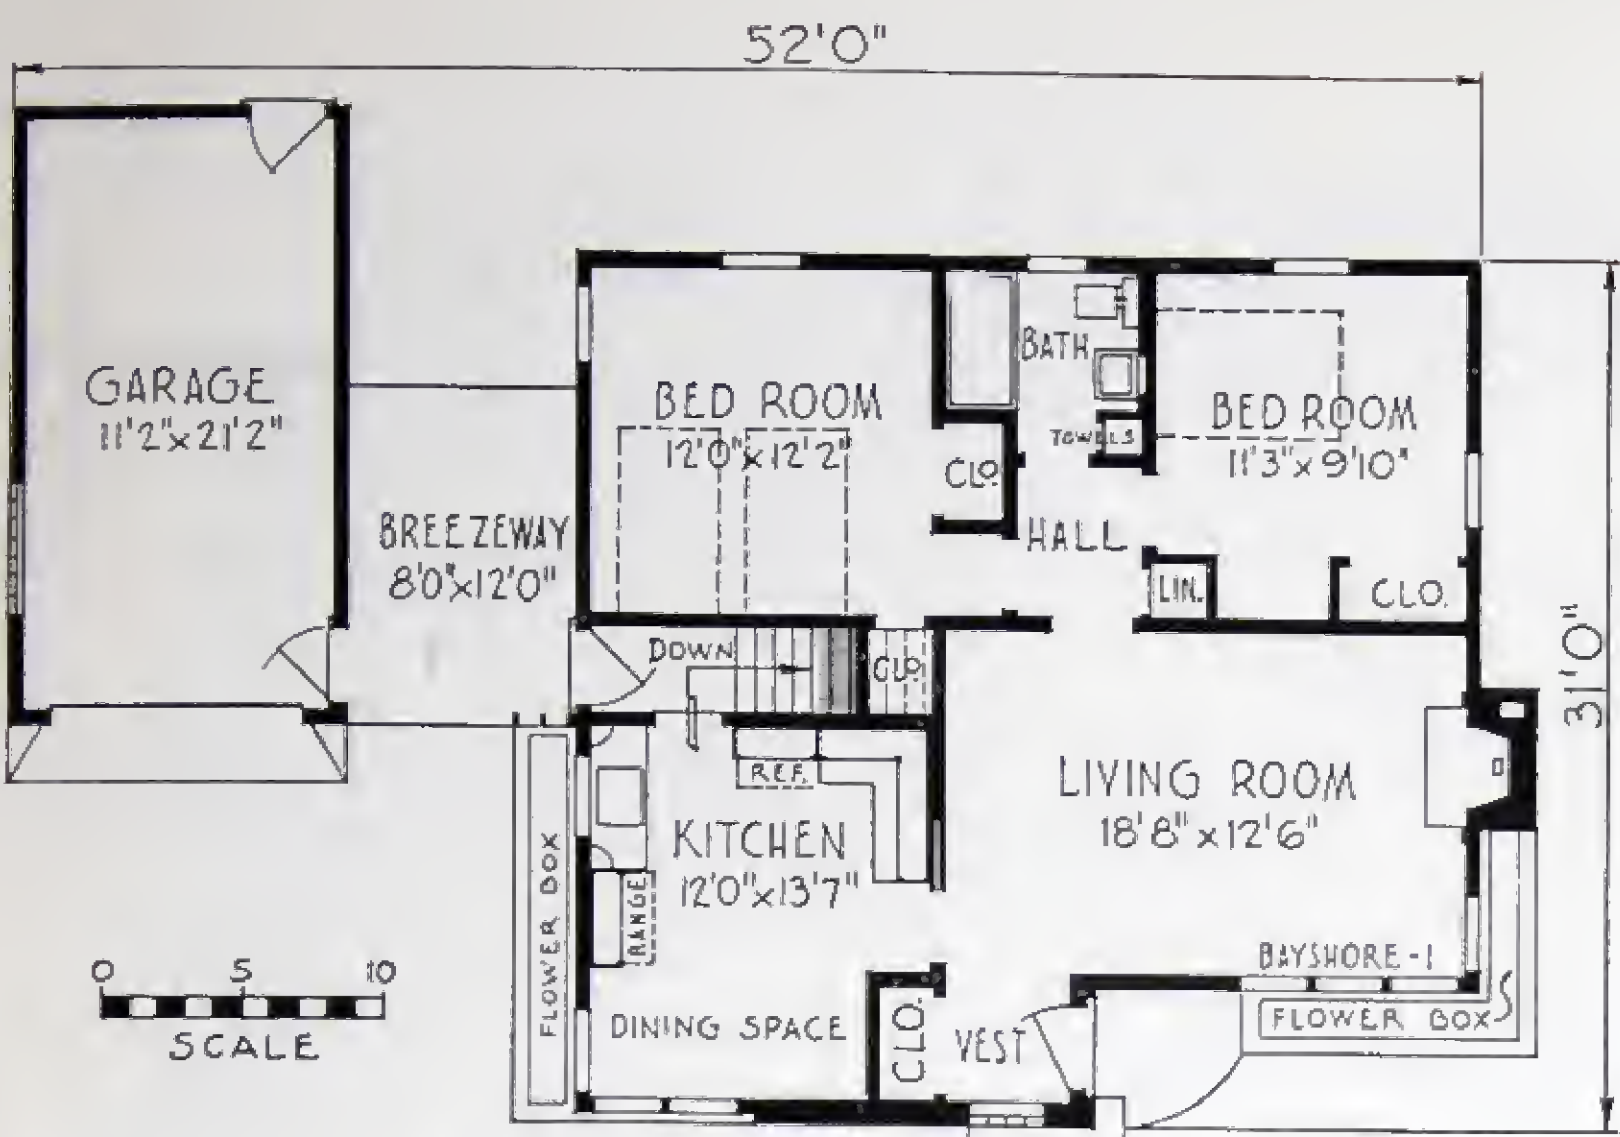 52'0"
GARAGE
11'2"x21'2"
BREEZEWAY
8'0"x12'0"
BED ROOM
12'0"x12'2"
CLO.
BATH
TOWELS
BED ROOM
11'3"x9'10"
HALL
LIN.
CLO.
DOWN
CLO.
31'0"
REF.
KITCHEN
12'0"x13'7"
RANGE
FLOWER BOX
LIVING ROOM
18'8"x12'6"
BAYSHORE-1
FLOWER BOX
DINING SPACE
CLO.
VEST
0 5 10
SCALE